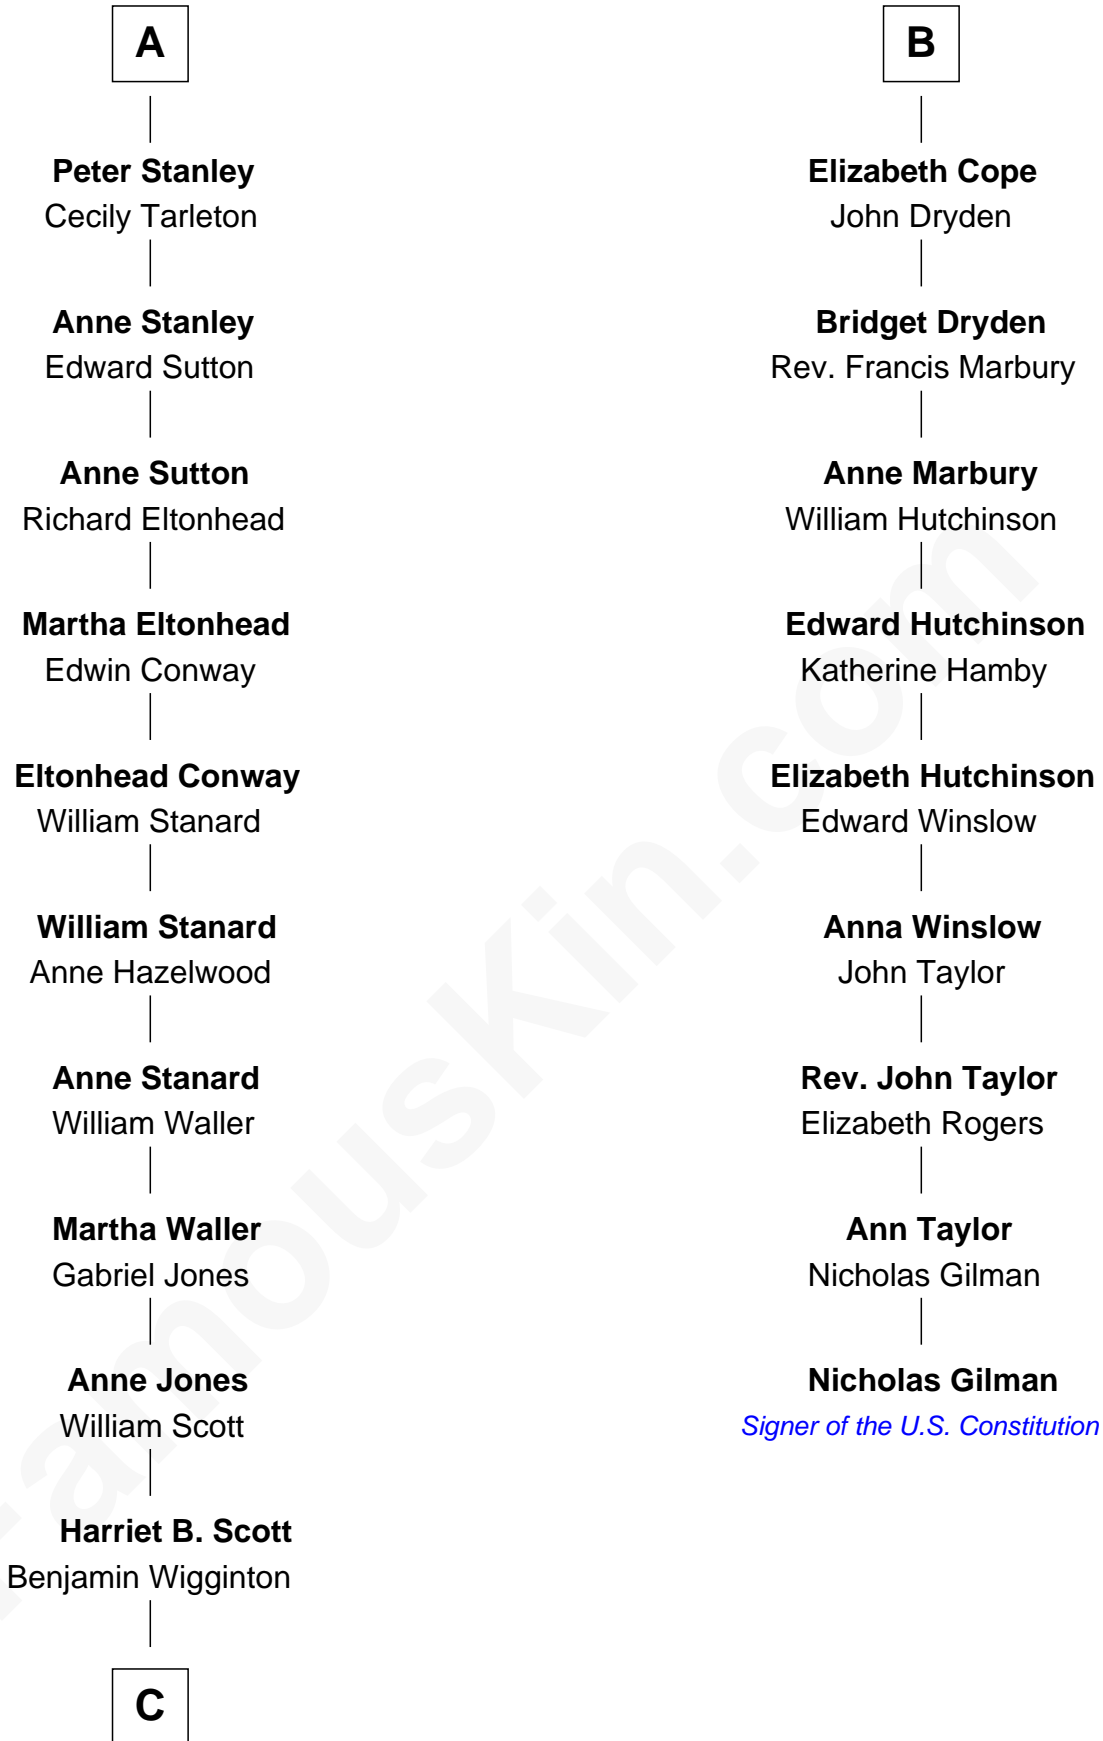 A
Peter Stanley
Cecily Tarleton
Anne Stanley
Edward Sutton
Anne Sutton
Richard Eltonhead
Martha Eltonhead
Edwin Conway
Eltonhead Conway
William Stanard
William Stanard
Anne Hazelwood
Anne Stanard
William Waller
Martha Waller
Gabriel Jones
Anne Jones
William Scott
Harriet B. Scott
Benjamin Wigginton
C
B
Elizabeth Cope
John Dryden
Bridget Dryden
Rev. Francis Marbury
Anne Marbury
William Hutchinson
Edward Hutchinson
Katherine Hamby
Elizabeth Hutchinson
Edward Winslow
Anna Winslow
John Taylor
Rev. John Taylor
Elizabeth Rogers
Ann Taylor
Nicholas Gilman
Nicholas Gilman
Signer of the U.S. Constitution
FamousKin.com